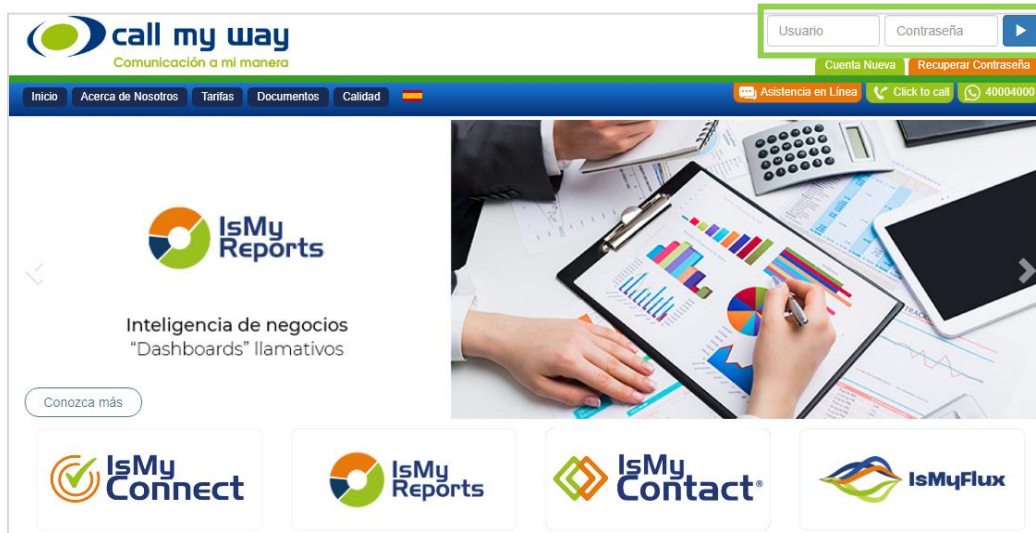 call my way
Comunicación a mi manera
Usuario
Contraseña
Cuenta Nueva
Recuperar Contraseña
Inicio
Acerca de Nosotros
Tarifas
Documentos
Calidad
Asistencia en Línea
Click to call
40004000
IsMy
Reports
Inteligencia de negocios
“Dashboards” llamativos
Conozca más
IsMy
Connect
IsMy
Reports
IsMy
Contact®
IsMyFlux